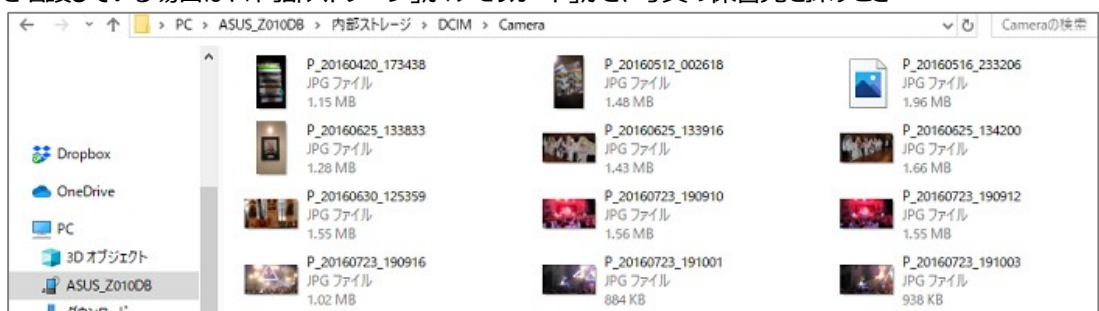 PC > ASUS_Z010DB > 内部ストレージ > DCIM > Camera
Cameraの検索
P_20160420_173438
JPG ファイル
1.15 MB
P_20160512_002618
JPG ファイル
1.48 MB
P_20160516_233206
JPG ファイル
1.96 MB
P_20160625_133833
JPG ファイル
1.28 MB
P_20160625_133916
JPG ファイル
1.43 MB
P_20160625_134200
JPG ファイル
1.66 MB
P_20160630_125359
JPG ファイル
1.55 MB
P_20160723_190910
JPG ファイル
1.56 MB
P_20160723_190912
JPG ファイル
1.55 MB
P_20160723_190916
JPG ファイル
1.02 MB
P_20160723_191001
JPG ファイル
884 KB
P_20160723_191003
JPG ファイル
938 KB
Dropbox
OneDrive
PC
3D オブジェクト
ASUS_Z010DB